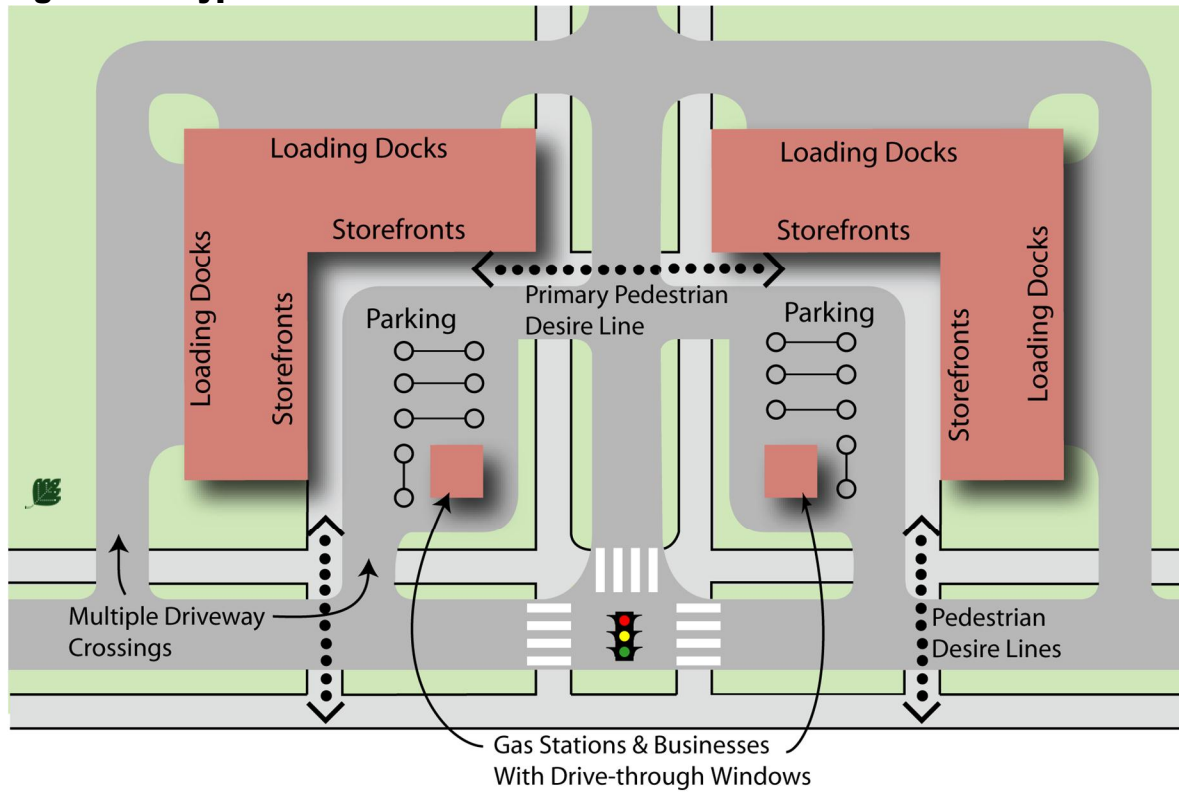 Loading Docks
Loading Docks
Storefronts
Storefronts
Loading Docks
Storefronts
Primary Pedestrian
Desire Line
Parking
Parking
Storefronts
Loading Docks
Multiple Driveway
Crossings
Pedestrian
Desire Lines
Gas Stations & Businesses
With Drive-through Windows